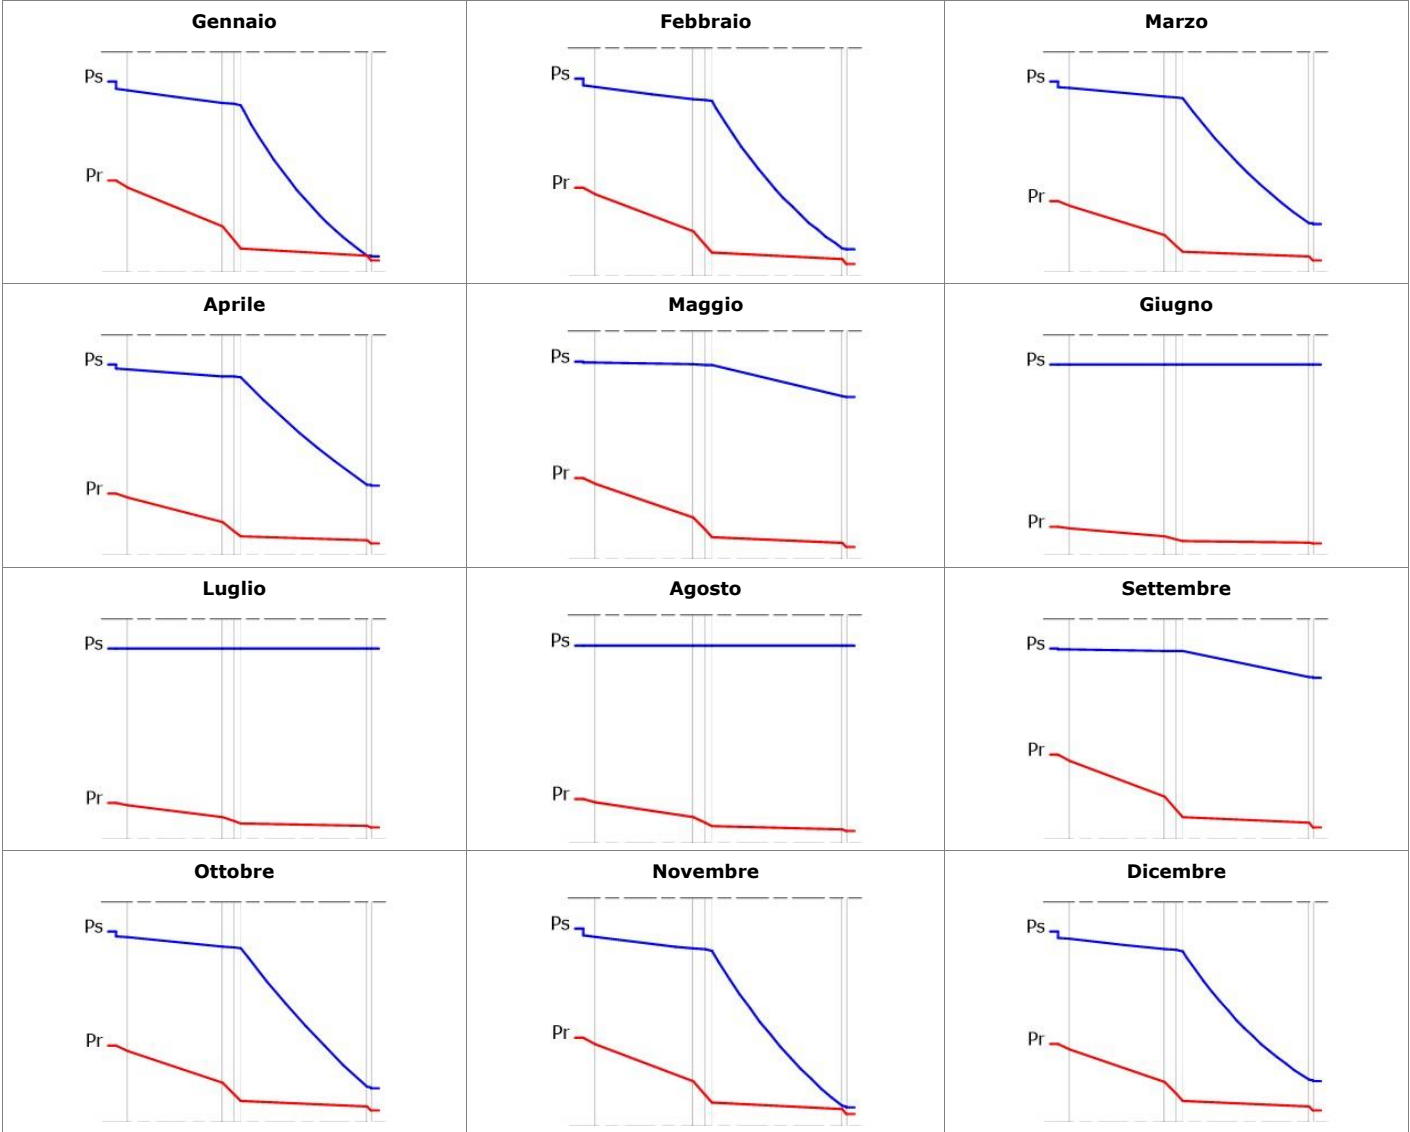 Gennaio
Febbraio
Marzo
Ps
Pr
Ps
Pr
Ps
Pr
Aprile
Maggio
Giugno
Ps
Pr
Ps
Pr
Ps
Pr
Luglio
Agosto
Settembre
Ps
Pr
Ps
Pr
Ps
Pr
Ottobre
Novembre
Dicembre
Ps
Pr
Ps
Pr
Ps
Pr